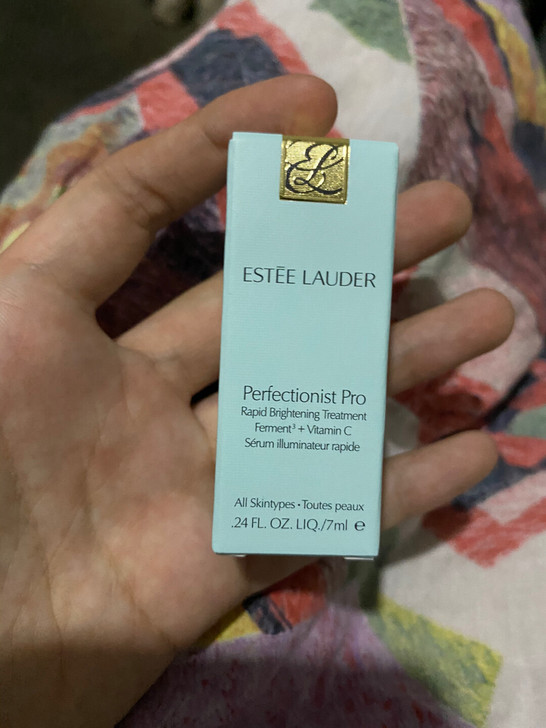 EL
ESTĒE LAUDER
Perfectionist Pro
Rapid Brightening Treatment
Ferment³ + Vitamin C
Sérum illuminateur rapide
All Skintypes • Toutes peaux
.24 FL. OZ. LIQ./7ml ℮